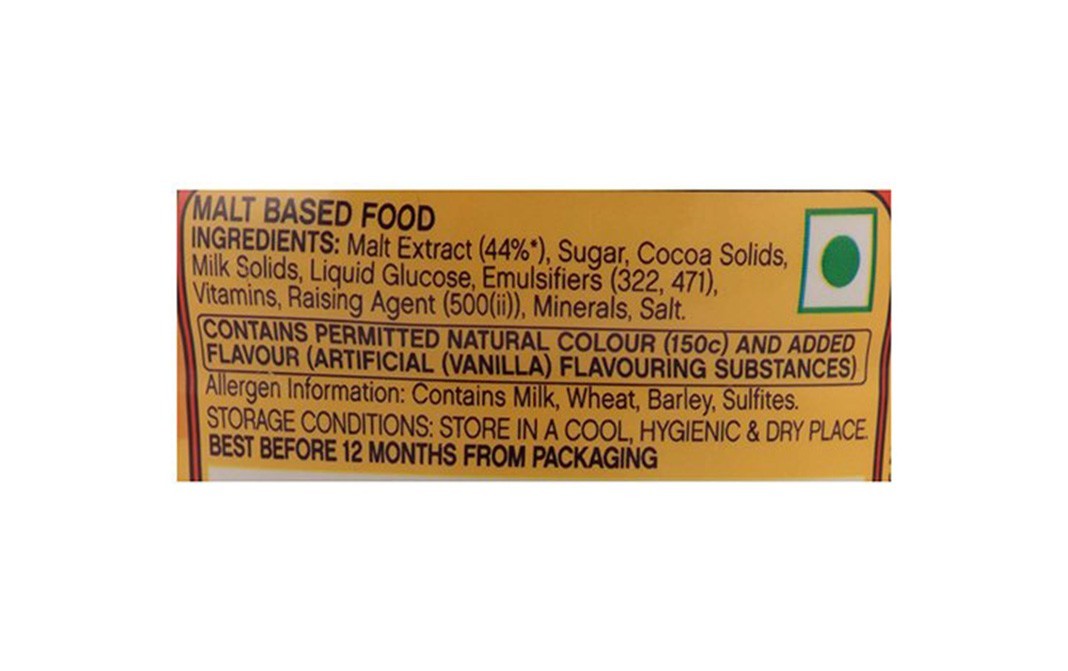 MALT BASED FOOD
INGREDIENTS: Malt Extract (44%*), Sugar, Cocoa Solids,
Milk Solids, Liquid Glucose, Emulsifiers (322, 471),
Vitamins, Raising Agent (500(ii)), Minerals, Salt.
CONTAINS PERMITTED NATURAL COLOUR (150c) AND ADDED
FLAVOUR (ARTIFICIAL (VANILLA) FLAVOURING SUBSTANCES)
Allergen Information: Contains Milk, Wheat, Barley, Sulfites.
STORAGE CONDITIONS: STORE IN A COOL, HYGIENIC & DRY PLACE.
BEST BEFORE 12 MONTHS FROM PACKAGING